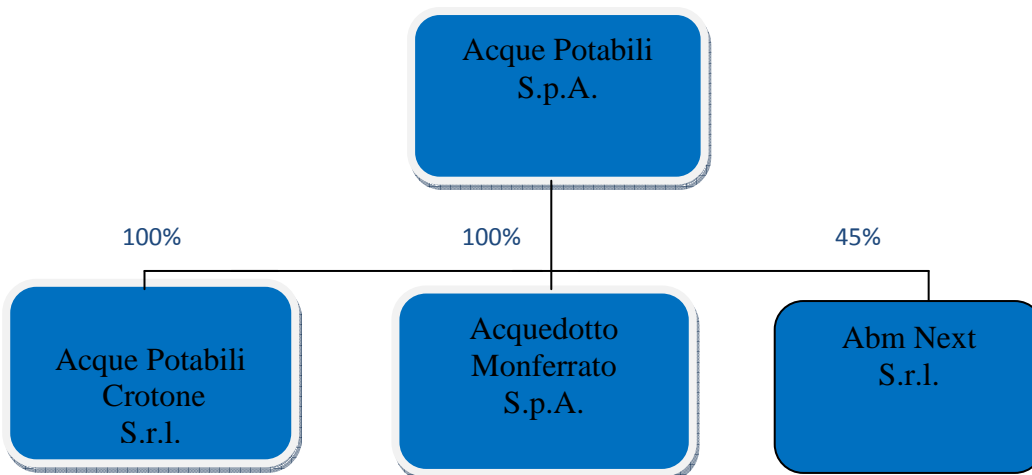 Acque Potabili
S.p.A.
100%
100%
45%
Acque Potabili
Crotone
S.r.l.
Acquedotto
Monferrato
S.p.A.
Abm Next
S.r.l.